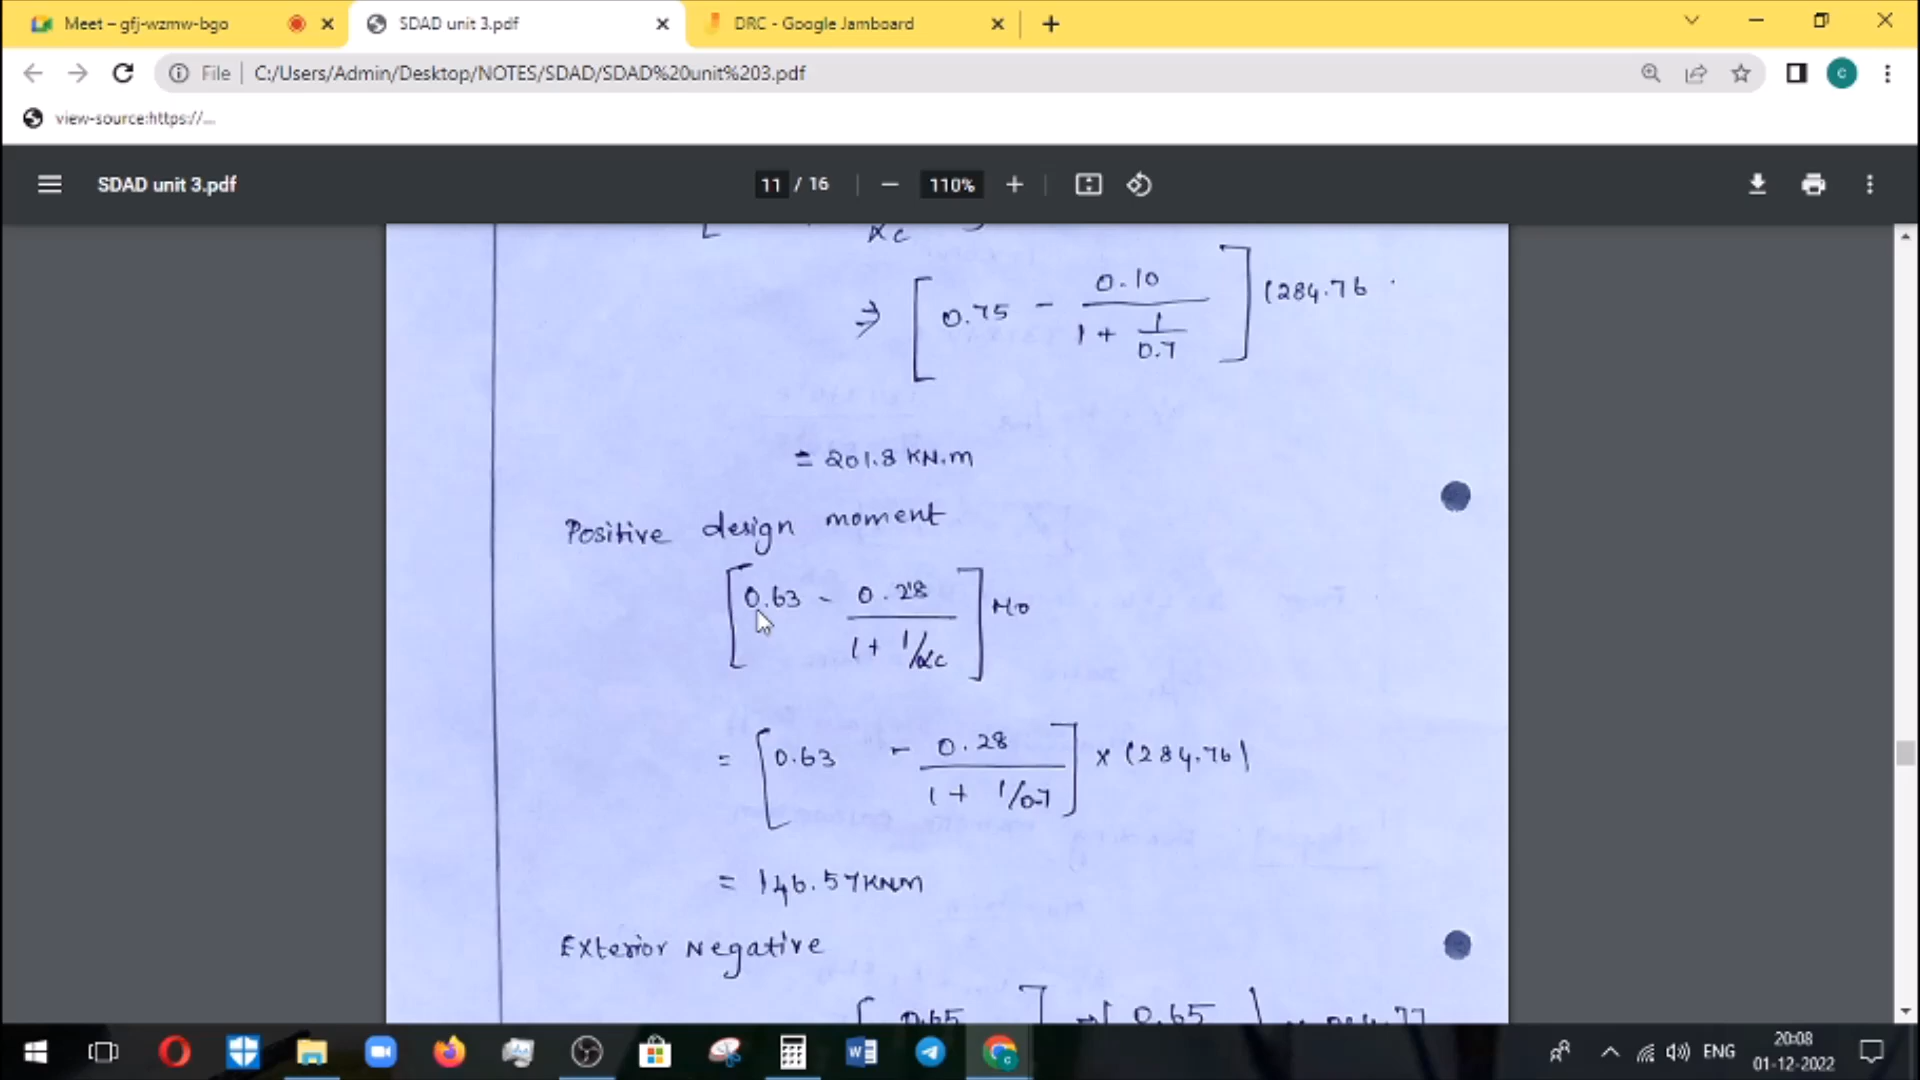 Meet – gfj-wzmw-bgo
SDAD unit 3.pdf
DRC - Google Jamboard
File
C:/Users/Admin/Desktop/NOTES/SDAD/SDAD%20unit%203.pdf
C
view-source:https://...
SDAD unit 3.pdf
11 / 16
110%
αc
⇒ [0.75 - 0.10 / (1 + 1/0.7)] (284.76
= 201.8 KN.m
Positive design moment
[0.63 - 0.28 / (1 + 1/αc)] Mo
= [0.63 - 0.28 / (1 + 1/0.7)] x (284.76)
= 146.57 KNm
Exterior Negative
[0.65 ] [0.65 ]
ENG
20:08
01-12-2022